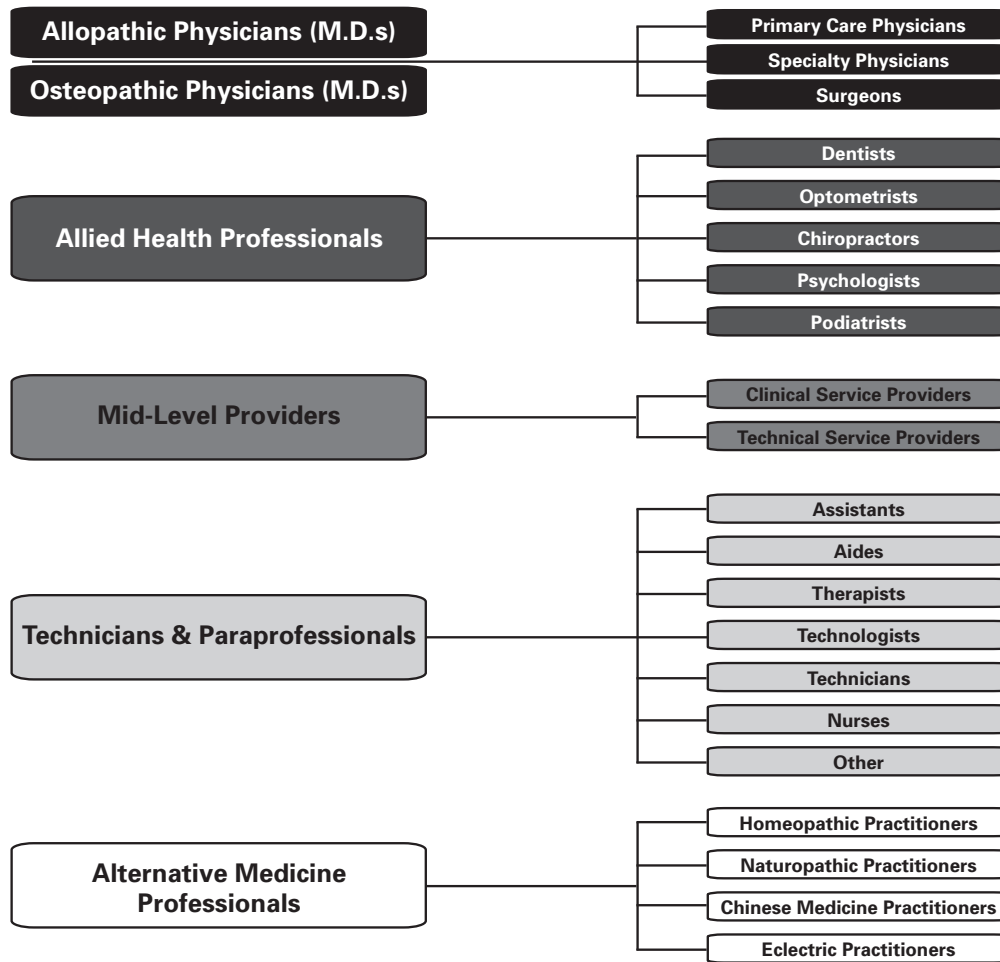 Allopathic Physicians (M.D.s)
Osteopathic Physicians (M.D.s)
Primary Care Physicians
Specialty Physicians
Surgeons
Allied Health Professionals
Dentists
Optometrists
Chiropractors
Psychologists
Podiatrists
Mid-Level Providers
Clinical Service Providers
Technical Service Providers
Technicians & Paraprofessionals
Assistants
Aides
Therapists
Technologists
Technicians
Nurses
Other
Alternative Medicine
Professionals
Homeopathic Practitioners
Naturopathic Practitioners
Chinese Medicine Practitioners
Eclectric Practitioners